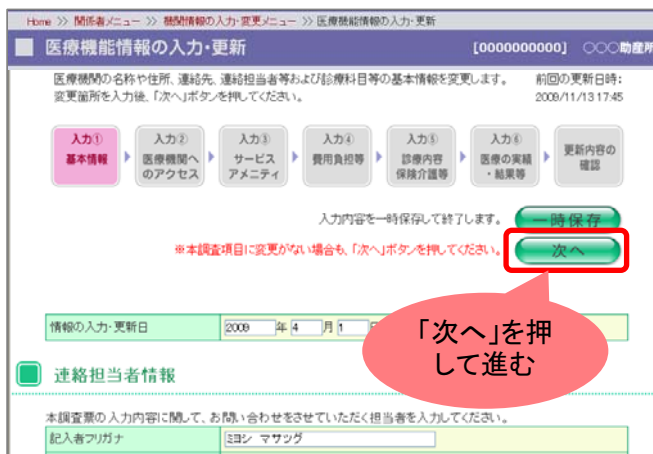 Home >> 関係者メニュー >> 機関情報の入力・変更メニュー >> 医療機能情報の入力・更新
医療機能情報の入力・更新 [0000000000] 〇〇〇助産所
医療機関の名称や住所、連絡先、連絡担当者等および診療科目等の基本情報を変更します。
変更箇所を入力後、「次へ」ボタンを押してください。
前回の更新日時:
2009/11/13 17:45
入力①
基本情報
入力②
医療機関へ
のアクセス
入力③
サービス
アメニティ
入力④
費用負担等
入力⑤
診療内容
保険介護等
入力⑥
医療の実績
・結果等
更新内容の
確認
入力内容を一時保存して終了します。 一時保存
※本調査項目に変更がない場合も、「次へ」ボタンを押してください。 次へ
情報の入力・更新日 2009 年 4 月 1
「次へ」を押
して進む
連絡担当者情報
本調査票の入力内容に関して、お問い合わせをさせていただく担当者を入力してください。
記入者フリガナ ミヨシ マサツグ